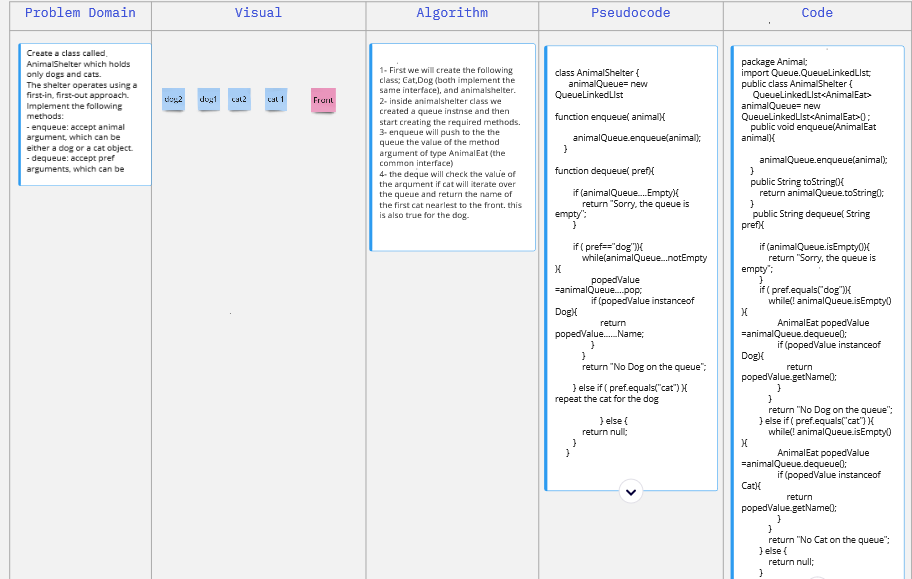 Problem Domain
Visual
Algorithm
Pseudocode
Code
Create a class called
AnimalShelter which holds
only dogs and cats.
The shelter operates using a
first-in, first-out approach.
Implement the following
methods:
- enqueue: accept animal
argument, which can be
either a dog or a cat object.
- dequeue: accept pref
arguments, which can be
dog2
dog1
cat2
cat 1
Front
1- First we will create the following
class; Cat,Dog (both implement the
same interface), and animalshelter.
2- inside animalshelter class we
created a queue instnse and then
start creating the required methods.
3- enqueue will push to the the
queue the value of the method
argument of type AnimalEat (the
common interface)
4- the deque will check the value of
the arqument if cat will iterate over
the queue and return the name of
the first cat nearlest to the front. this
is also true for the dog.
class AnimalShelter {
animalQueue= new
QueueLinkedLIst
function enqueue( animal){
animalQueue.enqueue(animal);
}
function dequeue( pref){
if (animalQueue....Empty){
return "Sorry, the queue is
empty";
}
if ( pref=="dog")){
while(animalQueue...notEmpty
){
popedValue
=animalQueue....pop;
if (popedValue instanceof
Dog){
return
popedValue......Name;
}
}
return "No Dog on the queue";
} else if ( pref.equals("cat") ){
repeat the cat for the dog
} else {
return null;
}
}
package Animal;
import Queue.QueueLinkedLIst;
public class AnimalShelter {
QueueLinkedLIst<AnimalEat>
animalQueue= new
QueueLinkedLIst<AnimalEat>() ;
public void enqueue(AnimalEat
animal){
animalQueue.enqueue(animal);
}
public String toString(){
return animalQueue.toString();
}
public String dequeue( String
pref){
if (animalQueue.isEmpty()){
return "Sorry, the queue is
empty";
}
if ( pref.equals("dog")){
while(! animalQueue.isEmpty()
){
AnimalEat popedValue
=animalQueue.dequeue();
if (popedValue instanceof
Dog){
return
popedValue.getName();
}
}
return "No Dog on the queue";
} else if ( pref.equals("cat") ){
while(! animalQueue.isEmpty()
){
AnimalEat popedValue
=animalQueue.dequeue();
if (popedValue instanceof
Cat){
return
popedValue.getName();
}
}
return "No Cat on the queue";
} else {
return null;
}